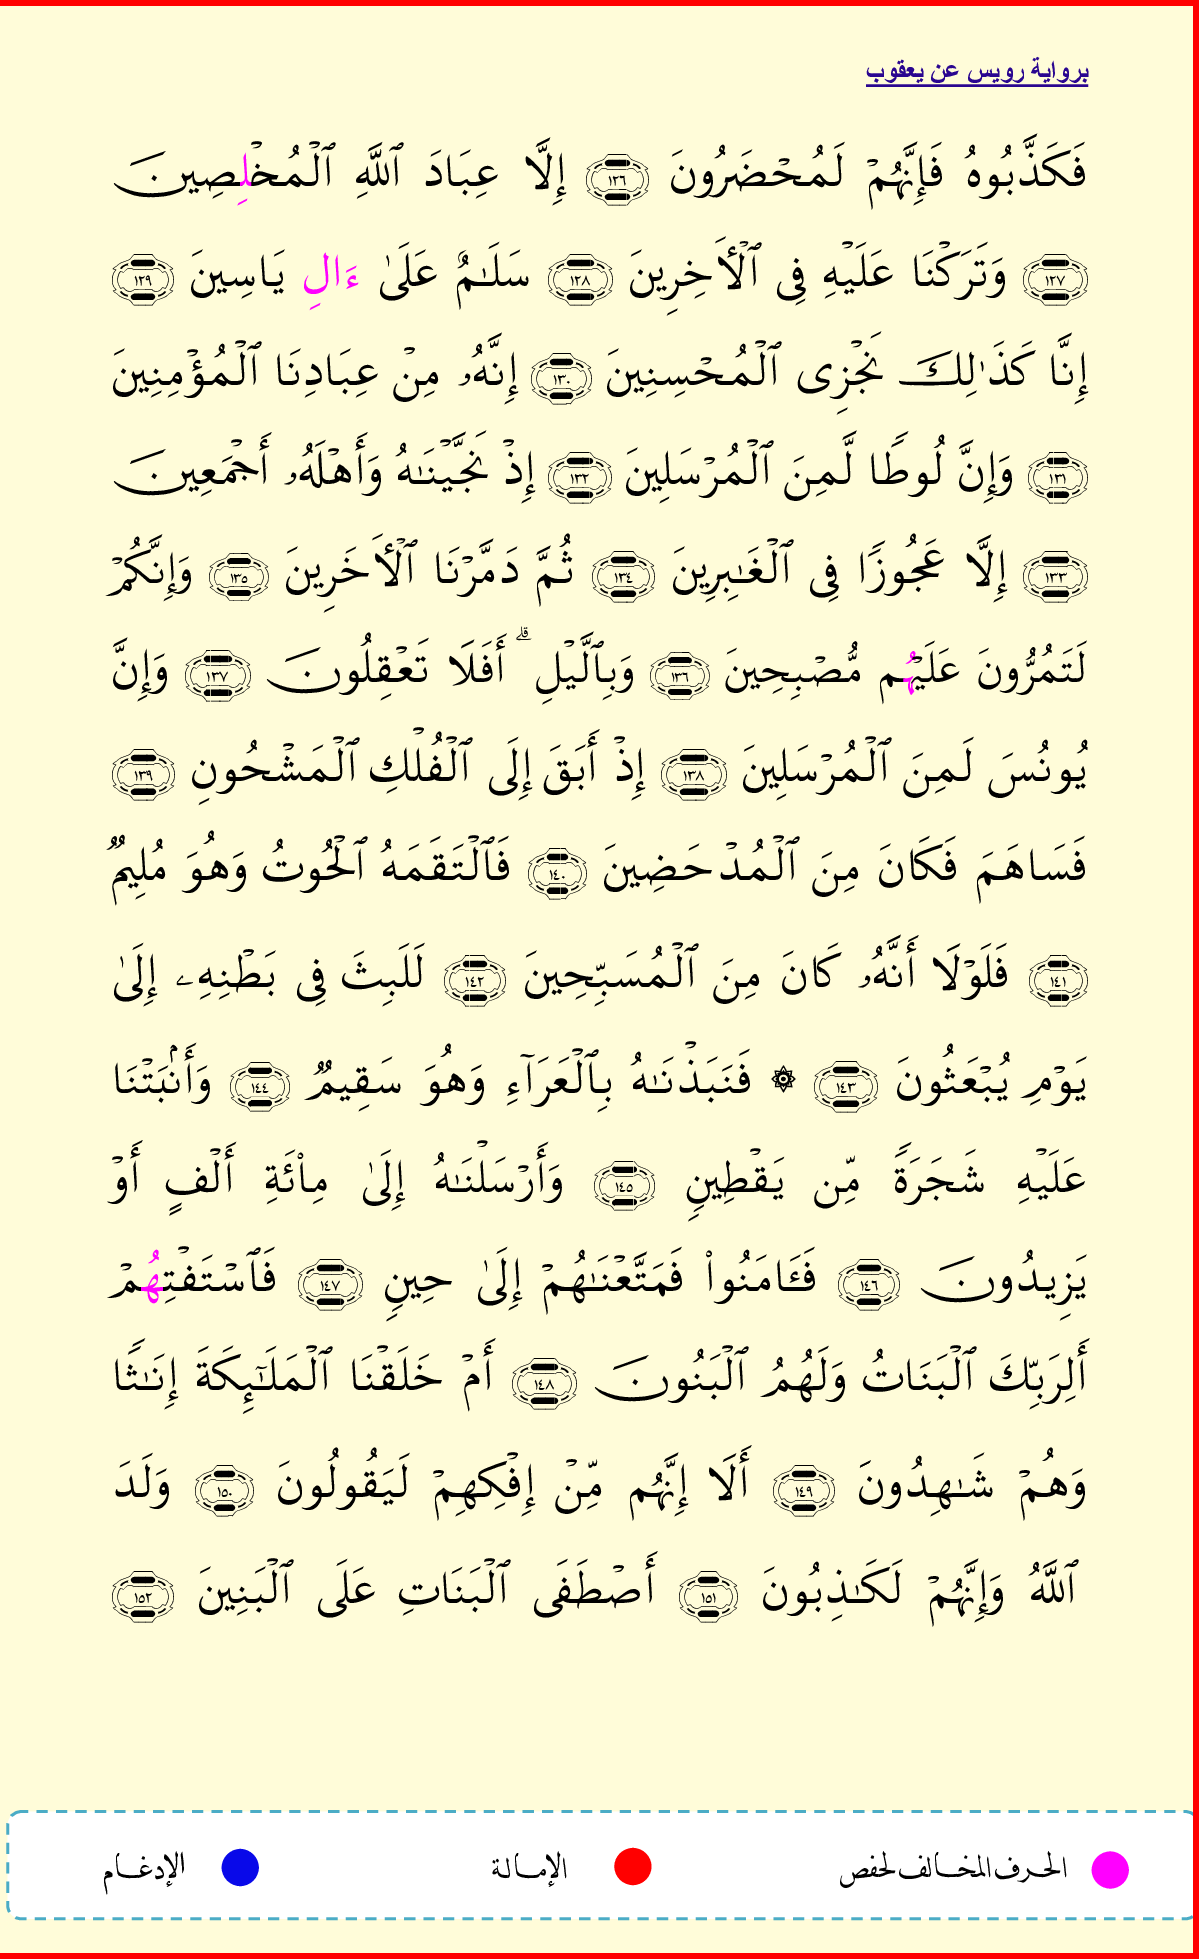 برواية رويس عن يعقوب
فَكَذَّبُوهُ فَإِنَّهُمۡ لَمُحۡضَرُونَ ١٣٦ إِلَّا عِبَادَ ٱللَّهِ ٱلۡمُخۡلِصِينَ
١٢٧ وَتَرَكۡنَا عَلَيۡهِ فِي ٱلۡأٓخِرِينَ ١٢٨ سَلَٰمٌ عَلَىٰ ءَالِ يَاسِينَ ١٢٩
إِنَّا كَذَٰلِكَ نَجۡزِي ٱلۡمُحۡسِنِينَ ١٣٠ إِنَّهُۥ مِنۡ عِبَادِنَا ٱلۡمُؤۡمِنِينَ
١٣١ وَإِنَّ لُوطٗا لَّمِنَ ٱلۡمُرۡسَلِينَ ١٣٢ إِذۡ نَجَّيۡنَٰهُ وَأَهۡلَهُۥٓ أَجۡمَعِينَ
١٣٣ إِلَّا عَجُوزٗا فِي ٱلۡغَٰبِرِينَ ١٣٤ ثُمَّ دَمَّرۡنَا ٱلۡأٓخَرِينَ ١٣٥ وَإِنَّكُمۡ
لَتَمُرُّونَ عَلَيۡهُم مُّصۡبِحِينَ ١٣٦ وَبِٱلَّيۡلِۚ أَفَلَا تَعۡقِلُونَ ١٣٧ وَإِنَّ
يُونُسَ لَمِنَ ٱلۡمُرۡسَلِينَ ١٣٨ إِذۡ أَبَقَ إِلَى ٱلۡفُلۡكِ ٱلۡمَشۡحُونِ ١٣٩
فَسَاهَمَ فَكَانَ مِنَ ٱلۡمُدۡحَضِينَ ١٤٠ فَٱلۡتَقَمَهُ ٱلۡحُوتُ وَهُوَ مُلِيمٞ
١٤١ فَلَوۡلَا أَنَّهُۥ كَانَ مِنَ ٱلۡمُسَبِّحِينَ ١٤٢ لَلَبِثَ فِي بَطۡنِهِۦ إِلَىٰ
يَوۡمِ يُبۡعَثُونَ ١٤٣ ۞ فَنَبَذۡنَٰهُ بِٱلۡعَرَآءِ وَهُوَ سَقِيمٞ ١٤٤ وَأَنۢبَتۡنَا
عَلَيۡهِ شَجَرَةٗ مِّن يَقۡطِينٖ ١٤٥ وَأَرۡسَلۡنَٰهُ إِلَىٰ مِاْئَةِ أَلۡفٍ أَوۡ
يَزِيدُونَ ١٤٦ فَـَٔامَنُواْ فَمَتَّعۡنَٰهُمۡ إِلَىٰ حِينٖ ١٤٧ فَٱسۡتَفۡتِهُمۡ
أَلِرَبِّكَ ٱلۡبَنَاتُ وَلَهُمُ ٱلۡبَنُونَ ١٤٨ أَمۡ خَلَقۡنَا ٱلۡمَلَٰٓئِكَةَ إِنَٰثٗا
وَهُمۡ شَٰهِدُونَ ١٤٩ أَلَا إِنَّهُم مِّنۡ إِفۡكِهِمۡ لَيَقُولُونَ ١٥٠ وَلَدَ
ٱللَّهُ وَإِنَّهُمۡ لَكَٰذِبُونَ ١٥١ أَصۡطَفَى ٱلۡبَنَاتِ عَلَى ٱلۡبَنِينَ ١٥٢
الحرف المخالف لحفص الإمالة الإدغام